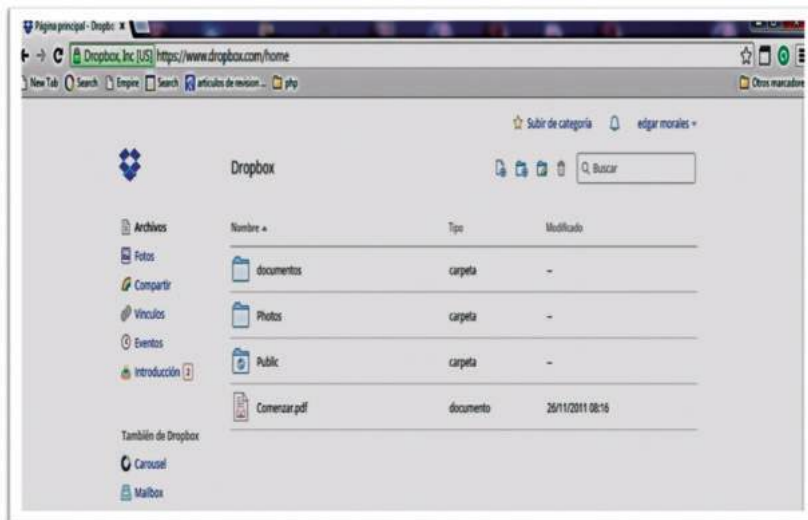 Página principal - Dropbo x
Dropbox, Inc [US] https://www.dropbox.com/home
New Tab Search Empire Search articulos de revision ... php Otros marcadore
Subir de categoría edgar morales
Dropbox Buscar
Archivos
Fotos
Compartir
Vínculos
Eventos
Introducción 2
También de Dropbox
Carousel
Mailbox
Nombre Tipo Modificado
documentos carpeta --
Photos carpeta --
Public carpeta --
Comenzar.pdf documento 26/11/2011 08:16